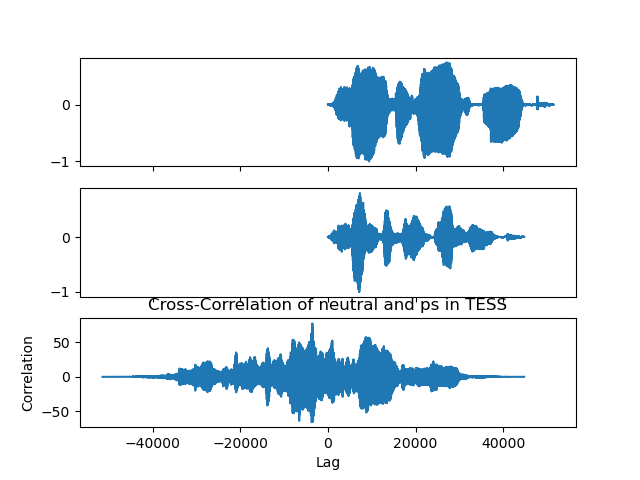 0
−1
0
−1
Cross-Correlation of neutral and ps in TESS
50
0
−50
Correlation
−40000 −20000 0 20000 40000
Lag